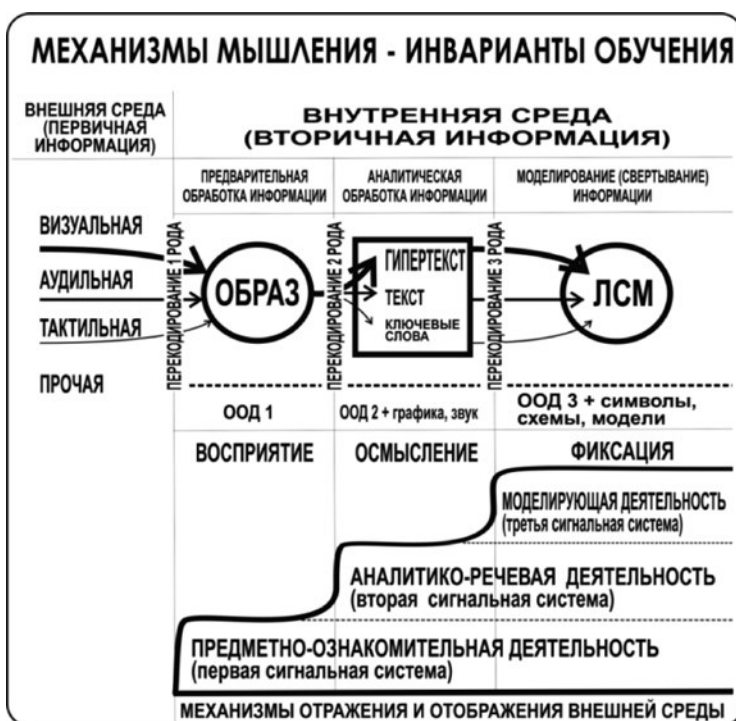 МЕХАНИЗМЫ МЫШЛЕНИЯ - ИНВАРИАНТЫ ОБУЧЕНИЯ
ВНЕШНЯЯ СРЕДА
(ПЕРВИЧНАЯ
ИНФОРМАЦИЯ)
ВНУТРЕННЯЯ СРЕДА
(ВТОРИЧНАЯ ИНФОРМАЦИЯ)
ПРЕДВАРИТЕЛЬНАЯ
ОБРАБОТКА ИНФОРМАЦИИ
АНАЛИТИЧЕСКАЯ
ОБРАБОТКА ИНФОРМАЦИИ
МОДЕЛИРОВАНИЕ (СВЕРТЫВАНИЕ)
ИНФОРМАЦИИ
ВИЗУАЛЬНАЯ
АУДИЛЬНАЯ
ТАКТИЛЬНАЯ
ПРОЧАЯ
ПЕРЕКОДИРОВАНИЕ 1 РОДА
ОБРАЗ
ПЕРЕКОДИРОВАНИЕ 2 РОДА
ГИПЕРТЕКСТ
ТЕКСТ
КЛЮЧЕВЫЕ
СЛОВА
ПЕРЕКОДИРОВАНИЕ 3 РОДА
ЛСМ
ООД 1
ООД 2 + графика, звук
ООД 3 + символы,
схемы, модели
ВОСПРИЯТИЕ
ОСМЫСЛЕНИЕ
ФИКСАЦИЯ
МОДЕЛИРУЮЩАЯ ДЕЯТЕЛЬНОСТЬ
(третья сигнальная система)
АНАЛИТИКО-РЕЧЕВАЯ ДЕЯТЕЛЬНОСТЬ
(вторая сигнальная система)
ПРЕДМЕТНО-ОЗНАКОМИТЕЛЬНАЯ ДЕЯТЕЛЬНОСТЬ
(первая сигнальная система)
МЕХАНИЗМЫ ОТРАЖЕНИЯ И ОТОБРАЖЕНИЯ ВНЕШНЕЙ СРЕДЫ